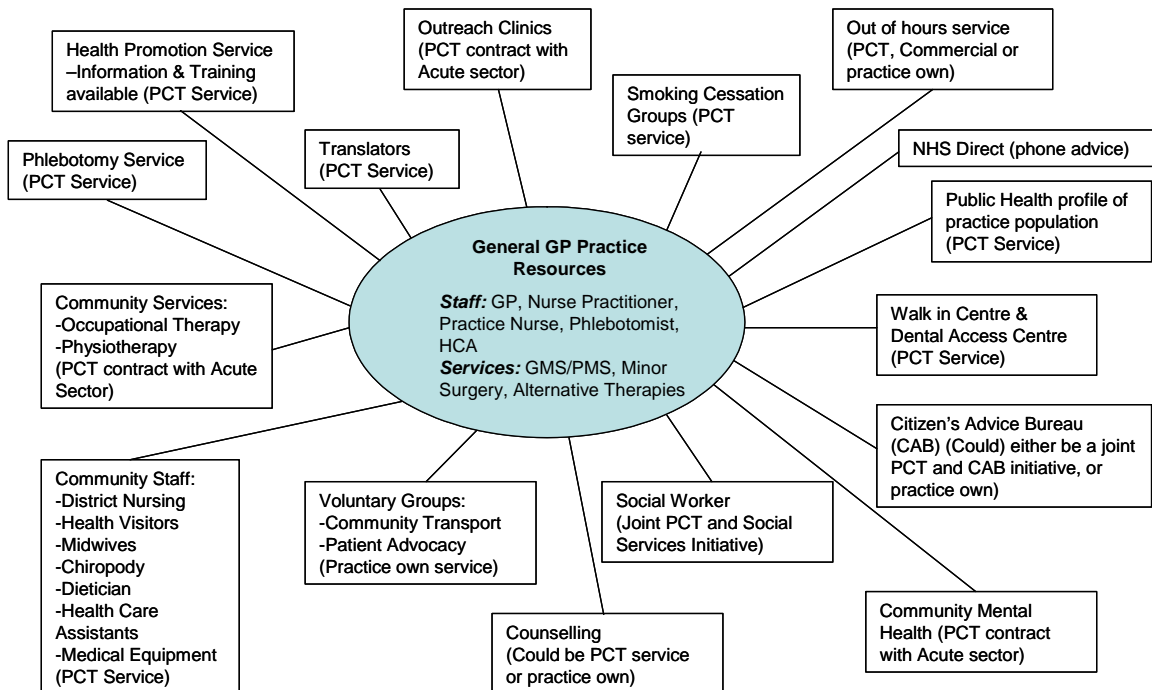 Outreach Clinics
(PCT contract with
Acute sector)
Out of hours service
(PCT, Commercial or
practice own)
Health Promotion Service
–Information & Training
available (PCT Service)
Smoking Cessation
Groups (PCT
service)
Translators
(PCT Service)
NHS Direct (phone advice)
Phlebotomy Service
(PCT Service)
Public Health profile of
practice population
(PCT Service)
General GP Practice
Resources
Staff: GP, Nurse Practitioner,
Practice Nurse, Phlebotomist,
HCA
Services: GMS/PMS, Minor
Surgery, Alternative Therapies
Community Services:
-Occupational Therapy
-Physiotherapy
(PCT contract with Acute
Sector)
Walk in Centre &
Dental Access Centre
(PCT Service)
Citizen's Advice Bureau
(CAB) (Could) either be a joint
PCT and CAB initiative, or
practice own)
Community Staff:
-District Nursing
-Health Visitors
-Midwives
-Chiropody
-Dietician
-Health Care
Assistants
-Medical Equipment
(PCT Service)
Voluntary Groups:
-Community Transport
-Patient Advocacy
(Practice own service)
Social Worker
(Joint PCT and Social
Services Initiative)
Counselling
(Could be PCT service
or practice own)
Community Mental
Health (PCT contract
with Acute sector)